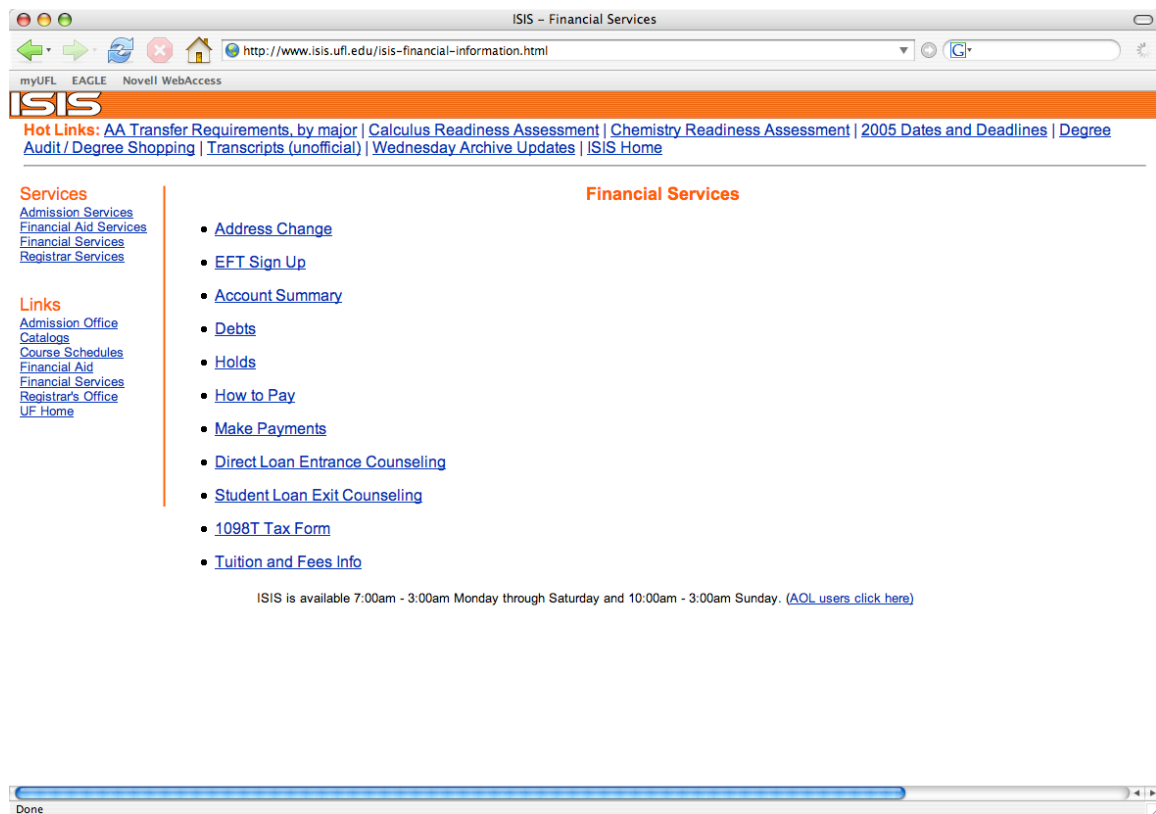 ISIS – Financial Services
http://www.isis.ufl.edu/isis-financial-information.html
G
myUFL EAGLE Novell WebAccess
ISIS
Hot Links: AA Transfer Requirements, by major | Calculus Readiness Assessment | Chemistry Readiness Assessment | 2005 Dates and Deadlines | Degree
Audit / Degree Shopping | Transcripts (unofficial) | Wednesday Archive Updates | ISIS Home
Services
Admission Services
Financial Aid Services
Financial Services
Registrar Services
Links
Admission Office
Catalogs
Course Schedules
Financial Aid
Financial Services
Registrar's Office
UF Home
Financial Services
Address Change
EFT Sign Up
Account Summary
Debts
Holds
How to Pay
Make Payments
Direct Loan Entrance Counseling
Student Loan Exit Counseling
1098T Tax Form
Tuition and Fees Info
ISIS is available 7:00am - 3:00am Monday through Saturday and 10:00am - 3:00am Sunday. (AOL users click here)
Done